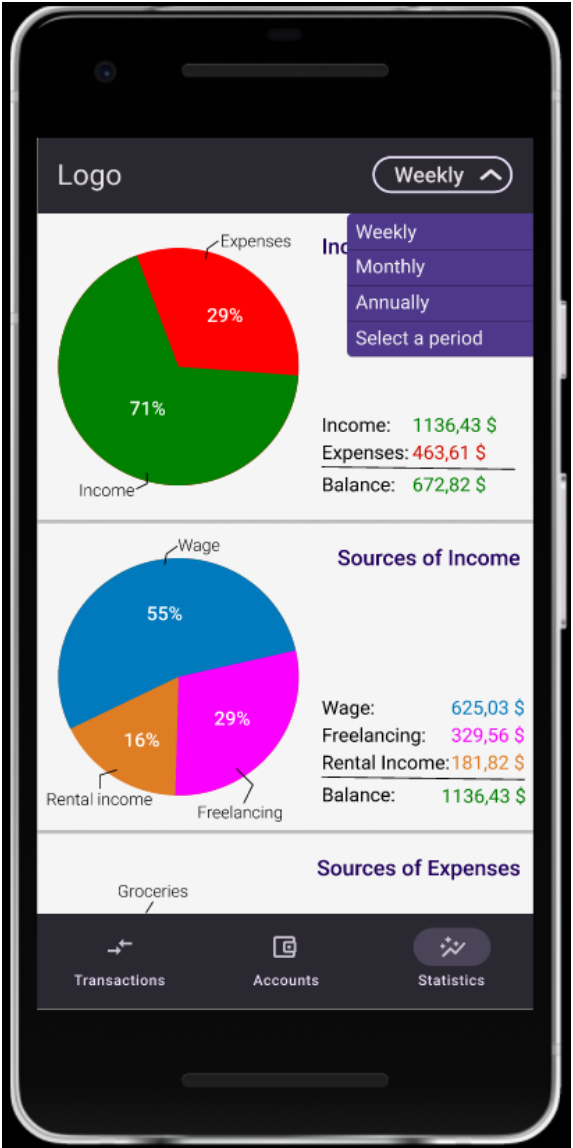 Logo
Weekly
Weekly
Monthly
Annually
Select a period
Expenses
29%
71%
Income
Income: 1136,43 $
Expenses: 463,61 $
Balance: 672,82 $
Sources of Income
Wage
55%
29%
16%
Rental income
Freelancing
Wage: 625,03 $
Freelancing: 329,56 $
Rental Income: 181,82 $
Balance: 1136,43 $
Sources of Expenses
Groceries
Transactions
Accounts
Statistics